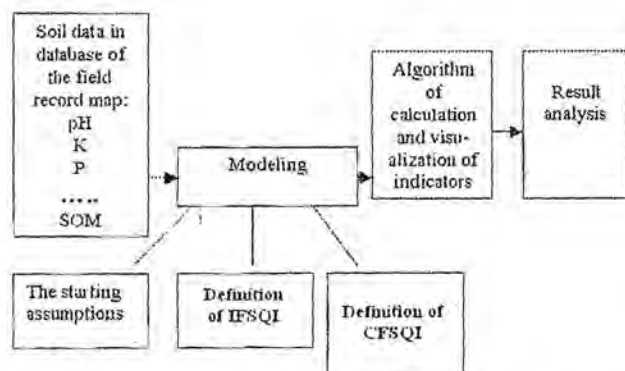 Soil data in
database of
the field
record map:
pH
K
P
.....
SOM
Modeling
Algorithm
of
calculation
and visu-
alization of
indicators
Result
analysis
The starting
assumptions
Definition
of IFSQI
Definition of
CFSQI